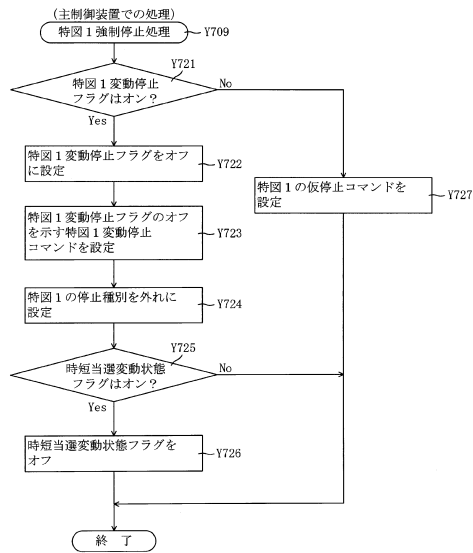 (主制御装置での処理)
特図1強制停止処理
Y709
Y721
特図1変動停止
フラグはオン?
No
Yes
特図1変動停止フラグをオフ
に設定
Y722
特図1の仮停止コマンドを
設定
Y727
特図1変動停止フラグのオフ
を示す特図1変動停止
コマンドを設定
Y723
特図1の停止種別を外れに
設定
Y724
Y725
時短当選変動状態
フラグはオン?
No
Yes
時短当選変動状態フラグを
オフ
Y726
終 了